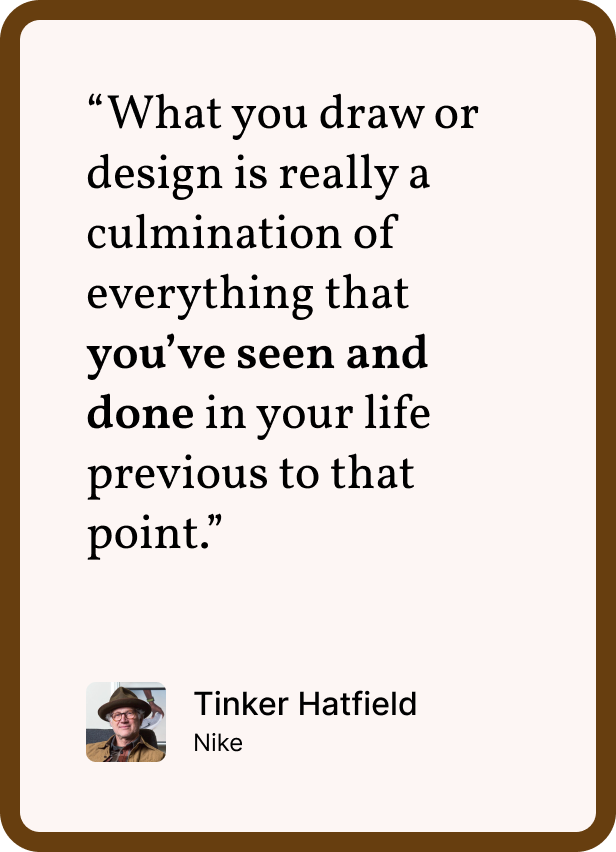 “What you draw or
design is really a
culmination of
everything that
you’ve seen and
done in your life
previous to that
point.”
Tinker Hatfield
Nike